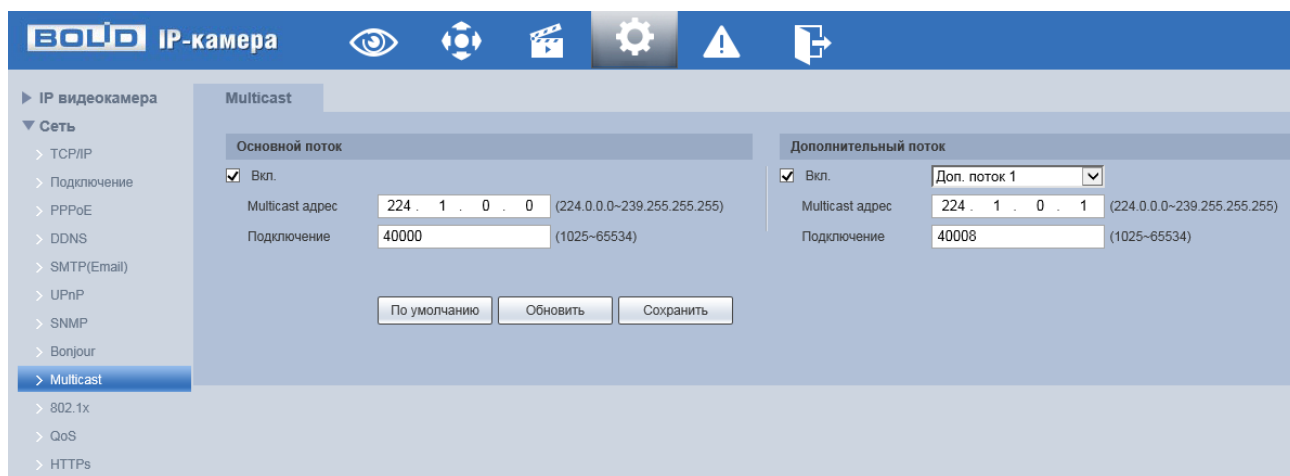 BOLID IP-камера
IP видеокамера
Сеть
TCP/IP
Подключение
PPPoE
DDNS
SMTP(Email)
UPnP
SNMP
Bonjour
Multicast
802.1x
QoS
HTTPs
Multicast
Основной поток
Вкл.
Multicast адрес 224 . 1 . 0 . 0 (224.0.0.0~239.255.255.255)
Подключение 40000 (1025~65534)
По умолчанию Обновить Сохранить
Дополнительный поток
Вкл. Доп. поток 1
Multicast адрес 224 . 1 . 0 . 1 (224.0.0.0~239.255.255.255)
Подключение 40008 (1025~65534)